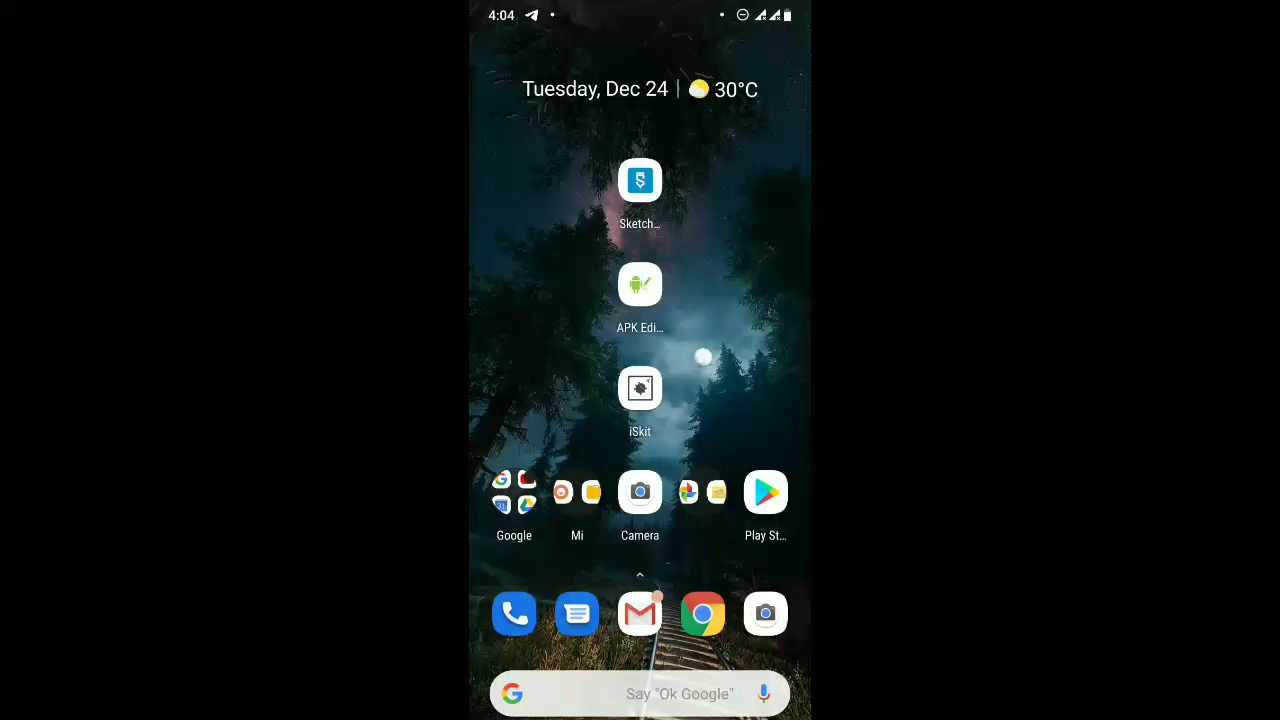 4:04
Tuesday, Dec 24 | 30°C
Sketch...
APK Edi...
iSkit
Google
Mi
Camera
Play St...
Say "Ok Google"